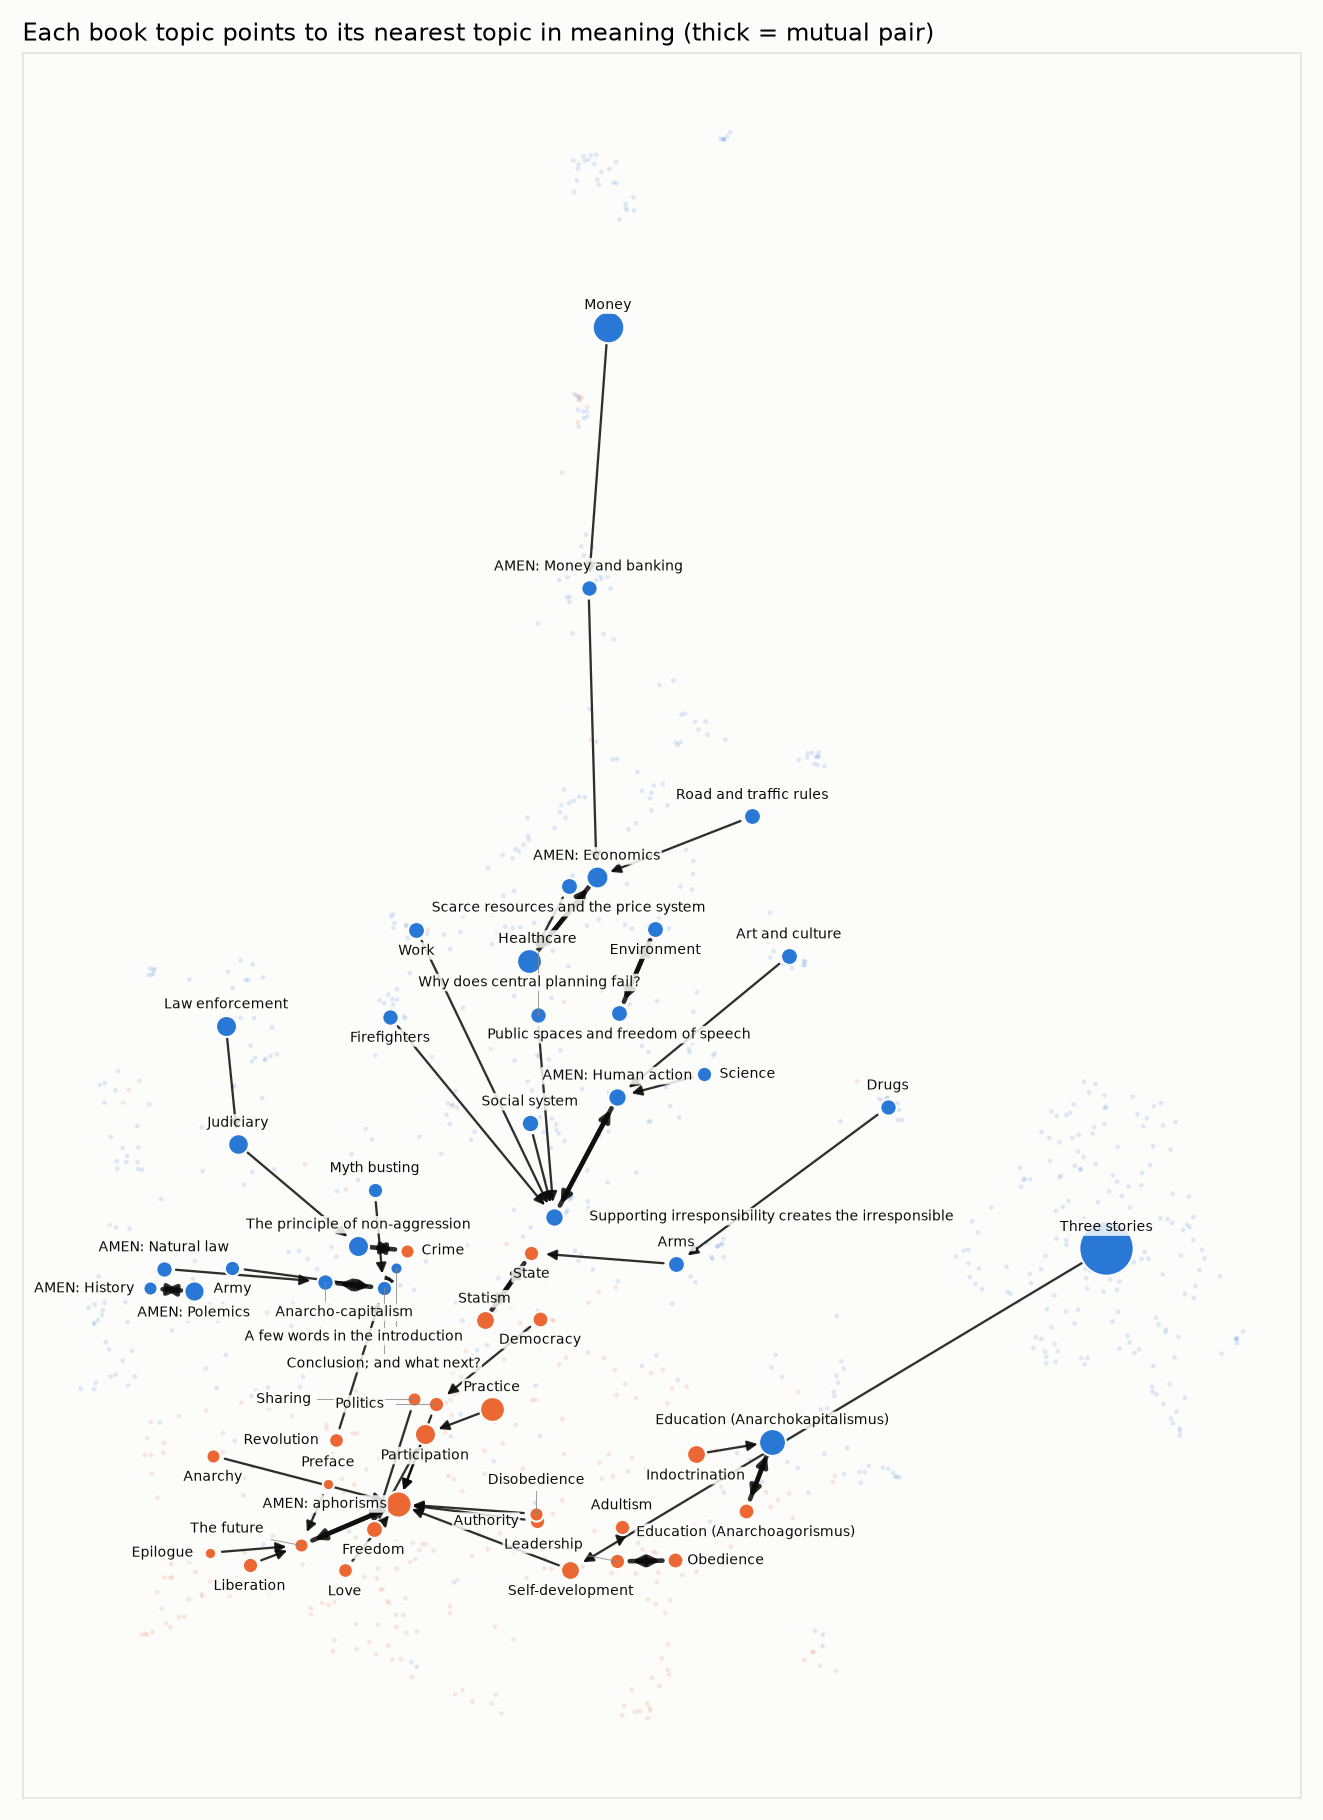 Each book topic points to its nearest topic in meaning (thick = mutual pair)
Money
AMEN: Money and banking
Road and traffic rules
AMEN: Economics
Scarce resources and the price system
Art and culture
Healthcare
Work
Environment
Why does central planning fail?
Law enforcement
Firefighters
Public spaces and freedom of speech
AMEN: Human action
Science
Drugs
Social system
Judiciary
Myth busting
Supporting irresponsibility creates the irresponsible
The principle of non-aggression
Three stories
Arms
AMEN: Natural law
Crime
State
AMEN: History
Army
Statism
AMEN: Polemics
Anarcho-capitalism
A few words in the introduction
Democracy
Conclusion; and what next?
Practice
Sharing
Politics
Education (Anarchokapitalismus)
Revolution
Participation
Preface
Anarchy
Indoctrination
Disobedience
AMEN: aphorisms
Adultism
Authority
The future
Education (Anarchoagorismus)
Leadership
Epilogue
Freedom
Obedience
Liberation
Love
Self-development